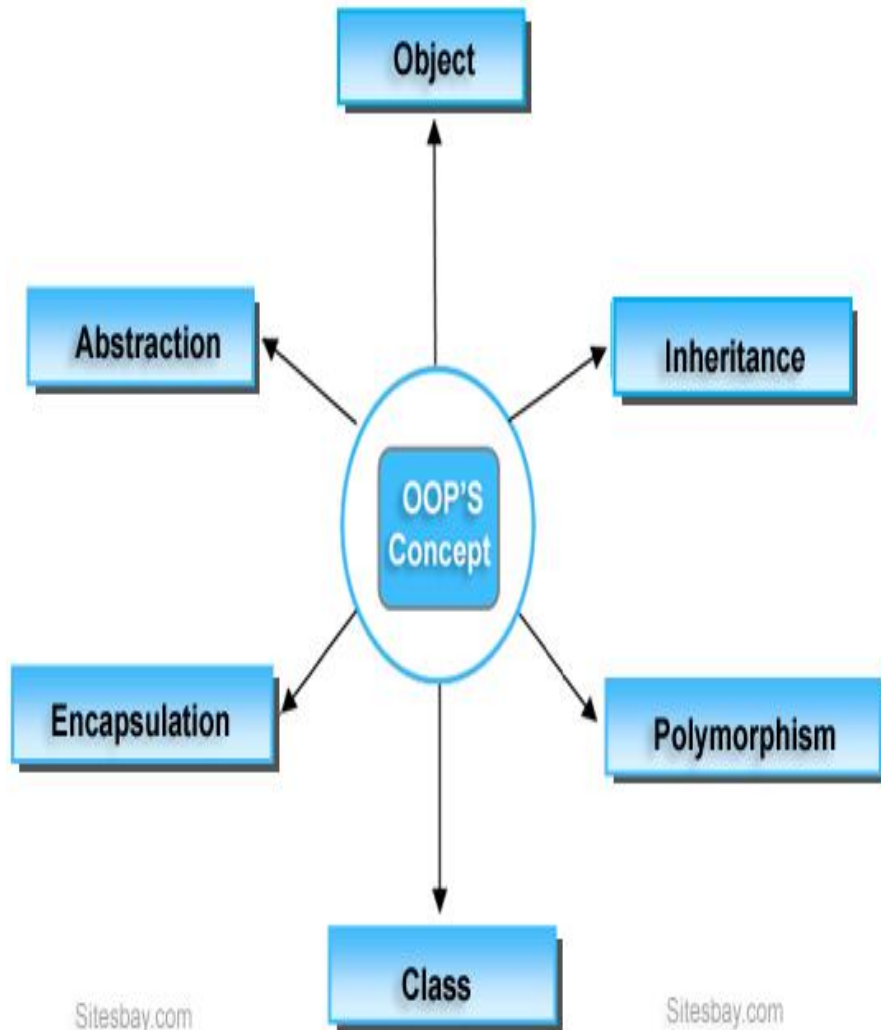 Object
Abstraction
Inheritance
OOP'S
Concept
Encapsulation
Polymorphism
Class
Sitesbay.com
Sitesbay.com